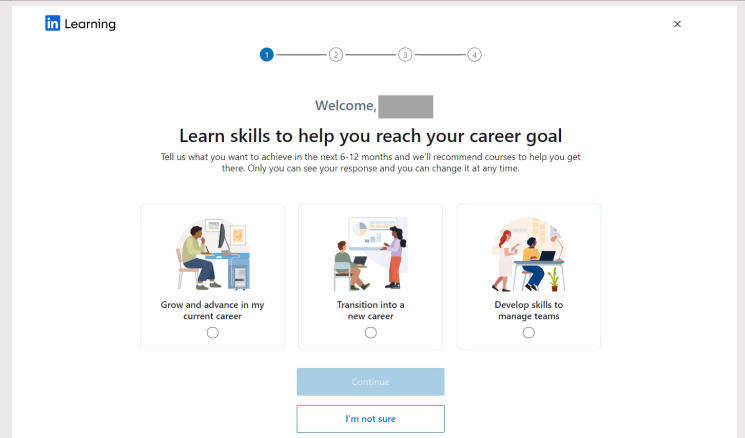 in Learning
1 2 3 4
Welcome,
Learn skills to help you reach your career goal
Tell us what you want to achieve in the next 6-12 months and we'll recommend courses to help you get
there. Only you can see your response and you can change it at any time.
Grow and advance in my
current career
Transition into a
new career
Develop skills to
manage teams
Continue
I'm not sure